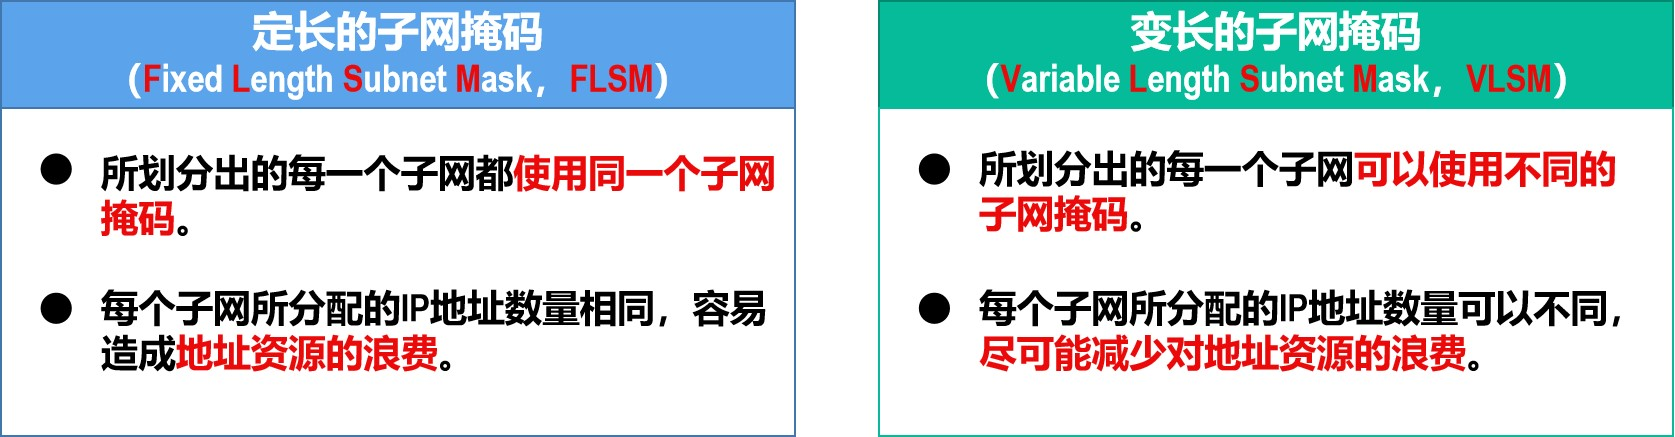 定长的子网掩码
(Fixed Length Subnet Mask，FLSM)
● 所划分出的每一个子网都使用同一个子网
掩码。
● 每个子网所分配的IP地址数量相同，容易
造成地址资源的浪费。
变长的子网掩码
(Variable Length Subnet Mask，VLSM)
● 所划分出的每一个子网可以使用不同的
子网掩码。
● 每个子网所分配的IP地址数量可以不同，
尽可能减少对地址资源的浪费。